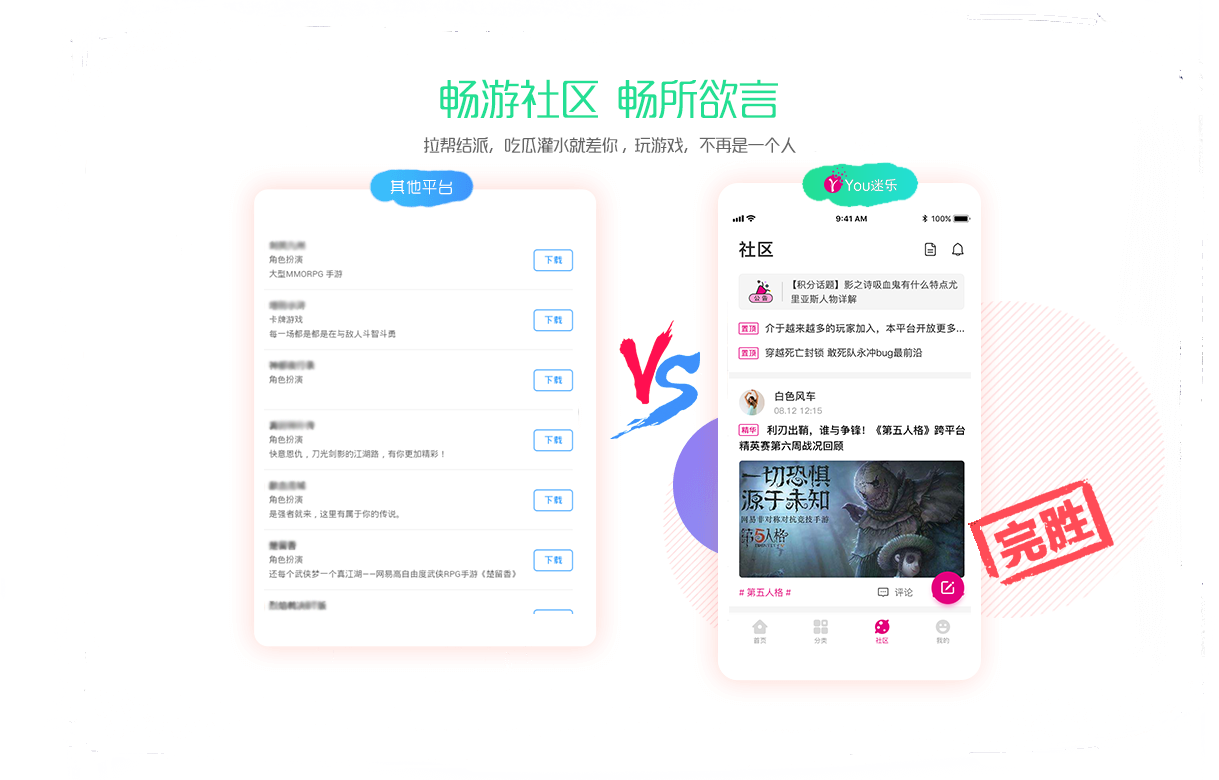 畅游社区 畅所欲言
拉帮结派, 吃瓜灌水就差你, 玩游戏, 不再是一个人
其他平台
角色扮演
大型MMORPG 手游
下载
卡牌游戏
每一场都是都是在与敌人斗智斗勇
下载
角色扮演
下载
角色扮演
快意恩仇，刀光剑影的江湖路，有你更加精彩！
下载
角色扮演
是强者就来，这里有属于你的传说。
下载
楚留香
角色扮演
还每个武侠梦一个真江湖——网易高自由度武侠RPG手游《楚留香》
下载
VS
You迷乐
9:41 AM
100%
社区
公告
【积分话题】影之诗吸血鬼有什么特点尤
里亚斯人物详解
置顶 介于越来越多的玩家加入，本平台开放更多...
置顶 穿越死亡封锁 敢死队永冲bug最前沿
白色风车
08.12 12:15
精华 利刃出鞘，谁与争锋！《第五人格》跨平台
精英赛第六周战况回顾
一切恐惧
源于未知
网易非对称对抗竞技手游
第5人格
# 第五人格 #
评论
首页
分类
社区
我的
完胜